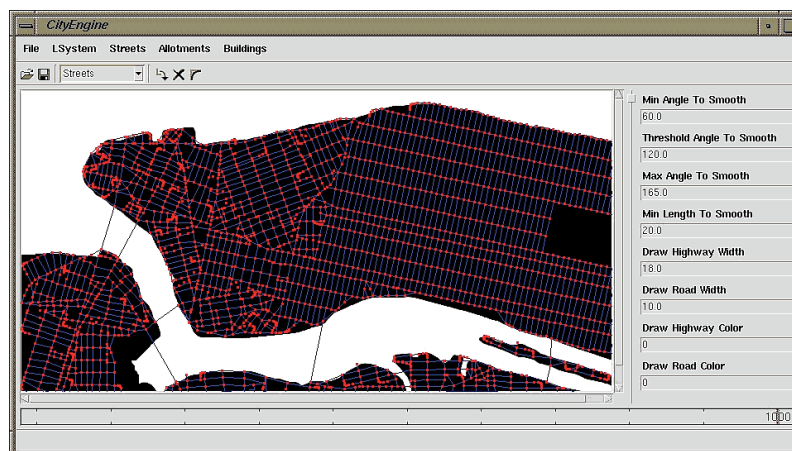 CityEngine
File LSystem Streets Allotments Buildings
Streets
Min Angle To Smooth
60.0
Threshold Angle To Smooth
120.0
Max Angle To Smooth
165.0
Min Length To Smooth
20.0
Draw Highway Width
18.0
Draw Road Width
10.0
Draw Highway Color
0
Draw Road Color
0
1000